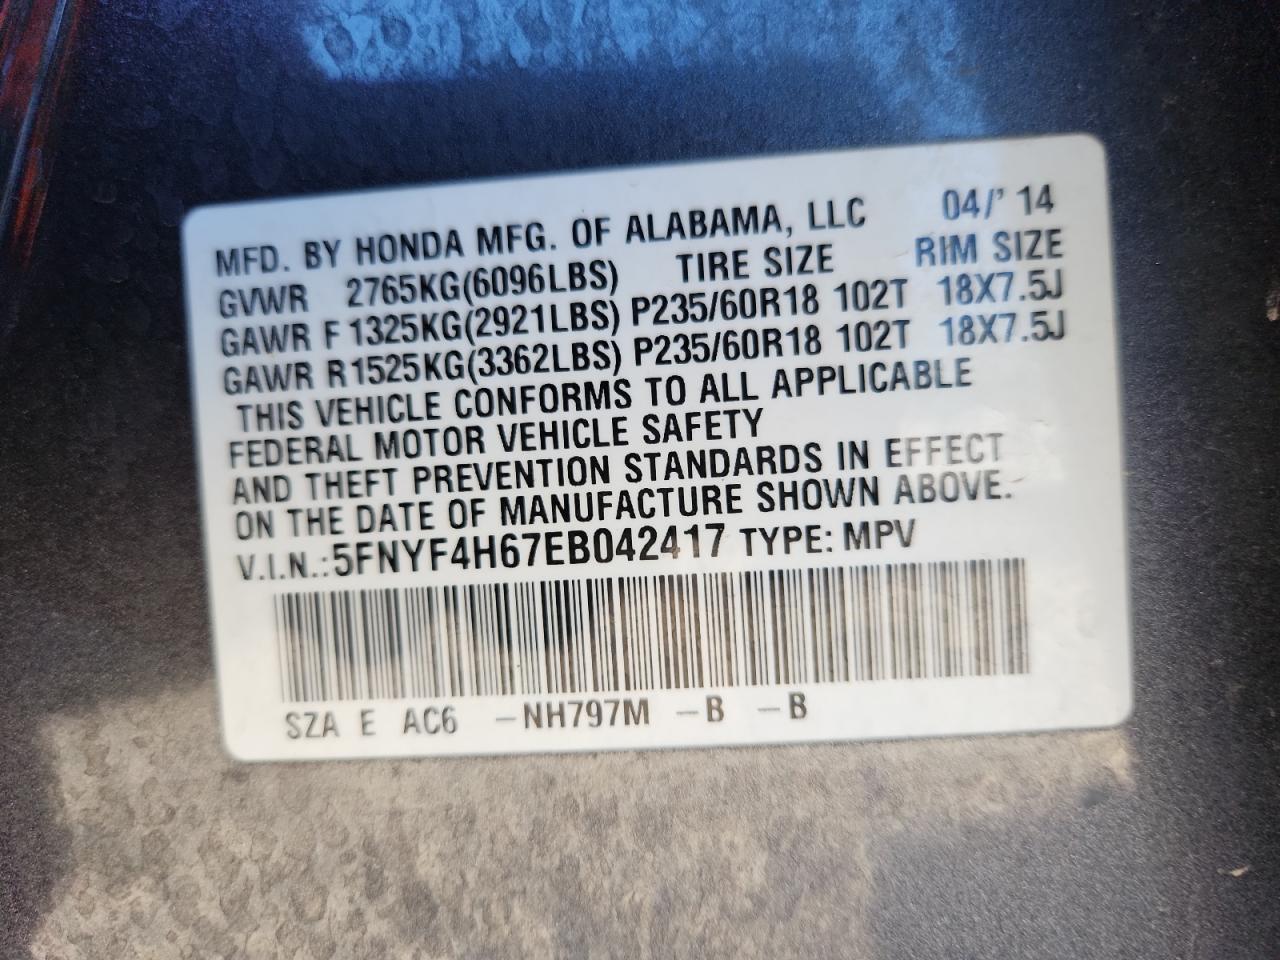 MFD. BY HONDA MFG. OF ALABAMA, LLC 04/' 14
GVWR 2765KG(6096LBS) TIRE SIZE RIM SIZE
GAWR F 1325KG(2921LBS) P235/60R18 102T 18X7.5J
GAWR R 1525KG(3362LBS) P235/60R18 102T 18X7.5J
THIS VEHICLE CONFORMS TO ALL APPLICABLE
FEDERAL MOTOR VEHICLE SAFETY
AND THEFT PREVENTION STANDARDS IN EFFECT
ON THE DATE OF MANUFACTURE SHOWN ABOVE.
V.I.N.: 5FNYF4H67EB042417 TYPE: MPV
SZA E AC6 –NH797M –B –B